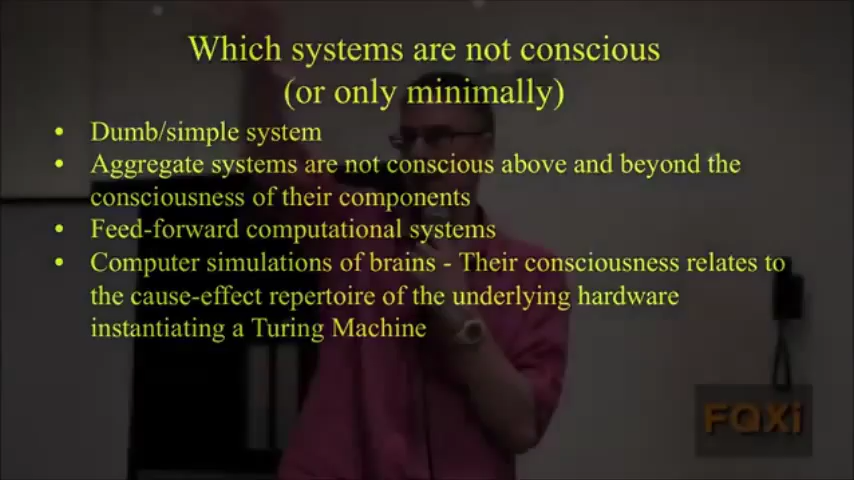 Which systems are not conscious
(or only minimally)
• Dumb/simple system
• Aggregate systems are not conscious above and beyond the
consciousness of their components
• Feed-forward computational systems
• Computer simulations of brains - Their consciousness relates to
the cause-effect repertoire of the underlying hardware
instantiating a Turing Machine
FQXi